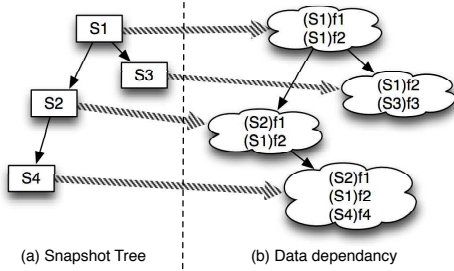 S1
(S1)f1
(S1)f2
S3
(S1)f2
(S3)f3
S2
(S2)f1
(S1)f2
S4
(S2)f1
(S1)f2
(S4)f4
(a) Snapshot Tree
(b) Data dependancy